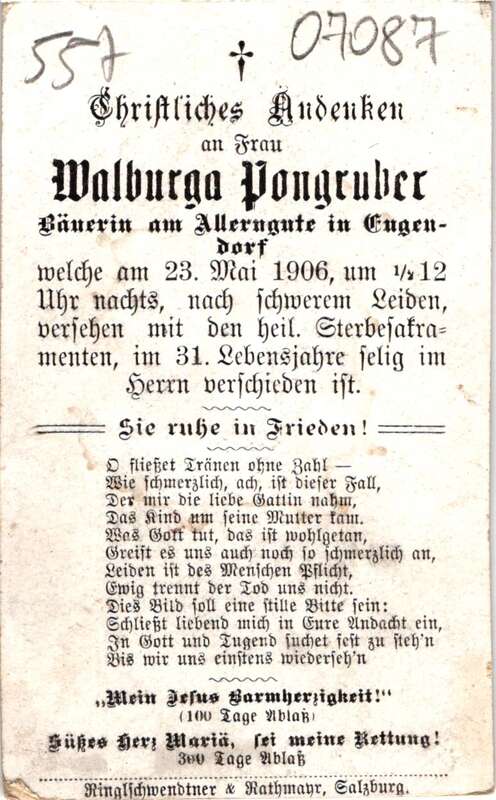 557 07087
Christliches Andenken
an Frau
Walburga Pongruber
Bäuerin am Allerngute in Eugen-
dorf
welche am 23. Mai 1906, um ½12
Uhr nachts, nach schwerem Leiden,
versehen mit den heil. Sterbesakra-
menten, im 31. Lebensjahre selig im
Herrn verschieden ist.
Sie ruhe in Frieden!
O fließet Tränen ohne Zahl —
Wie schmerzlich, ach, ist dieser Fall,
Der mir die liebe Gattin nahm,
Das Kind um seine Mutter kam.
Was Gott tut, das ist wohlgetan,
Greift es uns auch noch so schmerzlich an,
Leiden ist des Menschen Pflicht,
Ewig trennt der Tod uns nicht.
Dies Bild soll eine stille Bitte sein:
Schließt liebend mich in Eure Andacht ein,
In Gott und Tugend suchet fest zu steh'n
Bis wir uns einstens wiederseh'n
„Mein Jesus Barmherzigkeit!"
(100 Tage Ablaß)
Süßes Herz Mariä, sei meine Rettung!
300 Tage Ablaß
Ringlschwendtner & Rathmayr, Salzburg.